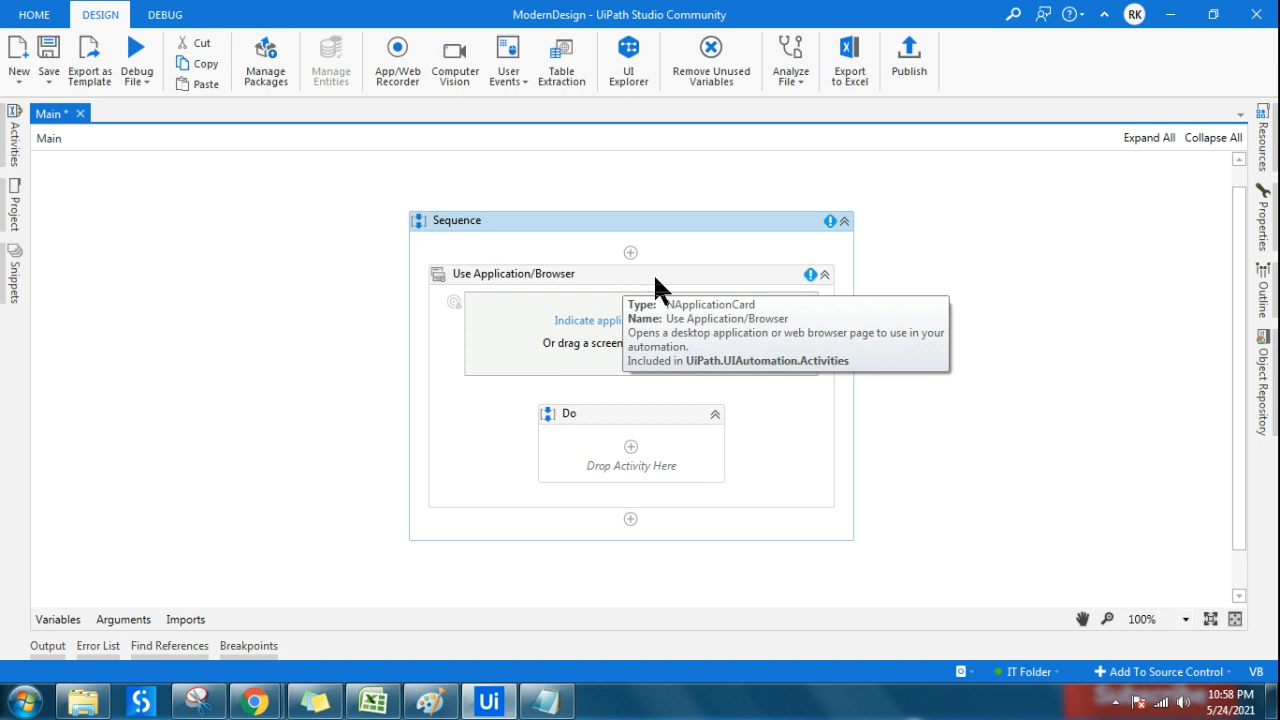 HOME
DESIGN
DEBUG
ModernDesign - UiPath Studio Community
RK
New
Save
Export as Template
Debug File
Cut
Copy
Paste
Manage Packages
Manage Entities
App/Web Recorder
Computer Vision
User Events
Table Extraction
UI Explorer
Remove Unused Variables
Analyze File
Export to Excel
Publish
Main *
Main
Expand All
Collapse All
Activities
Project
Snippets
Resources
Properties
Outline
Object Repository
Sequence
Use Application/Browser
Indicate appli
Or drag a screen
Type: NApplicationCard
Name: Use Application/Browser
Opens a desktop application or web browser page to use in your
automation.
Included in UiPath.UIAutomation.Activities
Do
Drop Activity Here
Variables
Arguments
Imports
100%
Output
Error List
Find References
Breakpoints
IT Folder
Add To Source Control
VB
S
Ui
10:58 PM
5/24/2021